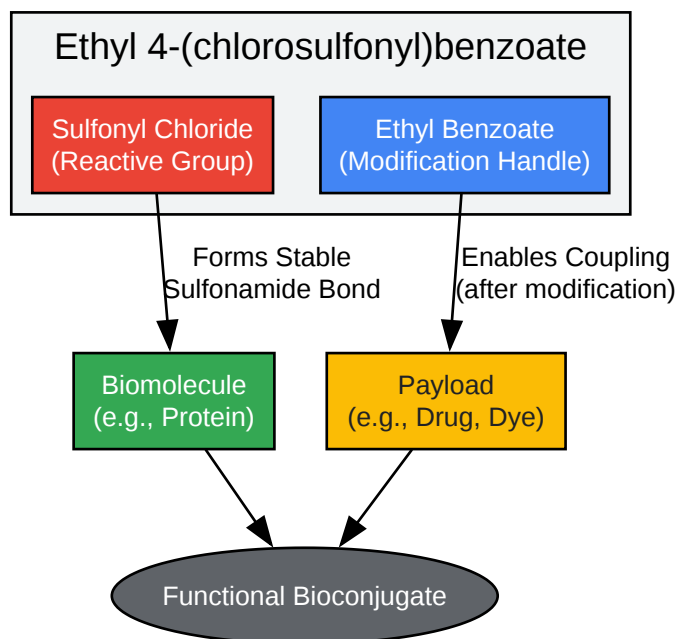 Ethyl 4-(chlorosulfonyl)benzoate
Sulfonyl Chloride
(Reactive Group)
Ethyl Benzoate
(Modification Handle)
Forms Stable
Sulfonamide Bond
Enables Coupling
(after modification)
Biomolecule
(e.g., Protein)
Payload
(e.g., Drug, Dye)
Functional Bioconjugate